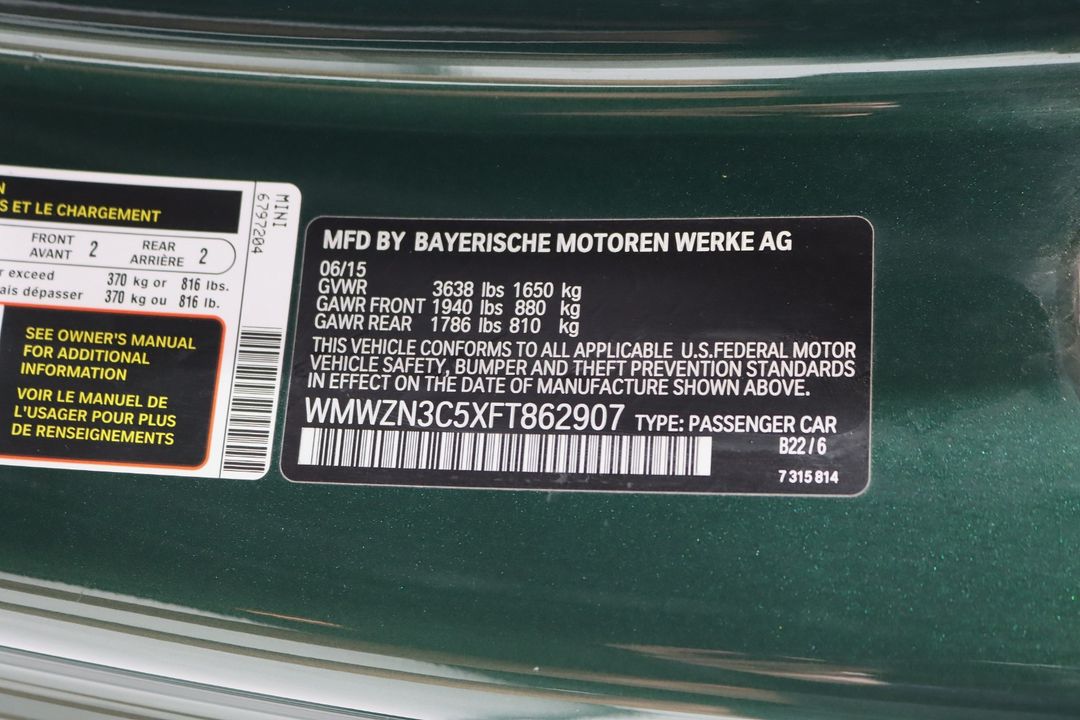 S ET LE CHARGEMENT
FRONT
AVANT 2 REAR
ARRIÈRE 2
exceed 370 kg or 816 lbs.
ais dépasser 370 kg ou 816 lb.
SEE OWNER'S MANUAL
FOR ADDITIONAL
INFORMATION
VOIR LE MANUEL DE
L'USAGER POUR PLUS
DE RENSEIGNEMENTS
MINI
6797204
MFD BY BAYERISCHE MOTOREN WERKE AG
06/15
GVWR 3638 lbs 1650 kg
GAWR FRONT 1940 lbs 880 kg
GAWR REAR 1786 lbs 810 kg
THIS VEHICLE CONFORMS TO ALL APPLICABLE U.S.FEDERAL MOTOR
VEHICLE SAFETY, BUMPER AND THEFT PREVENTION STANDARDS
IN EFFECT ON THE DATE OF MANUFACTURE SHOWN ABOVE.
WMWZN3C5XFT862907 TYPE: PASSENGER CAR
B22/6
7 315 814